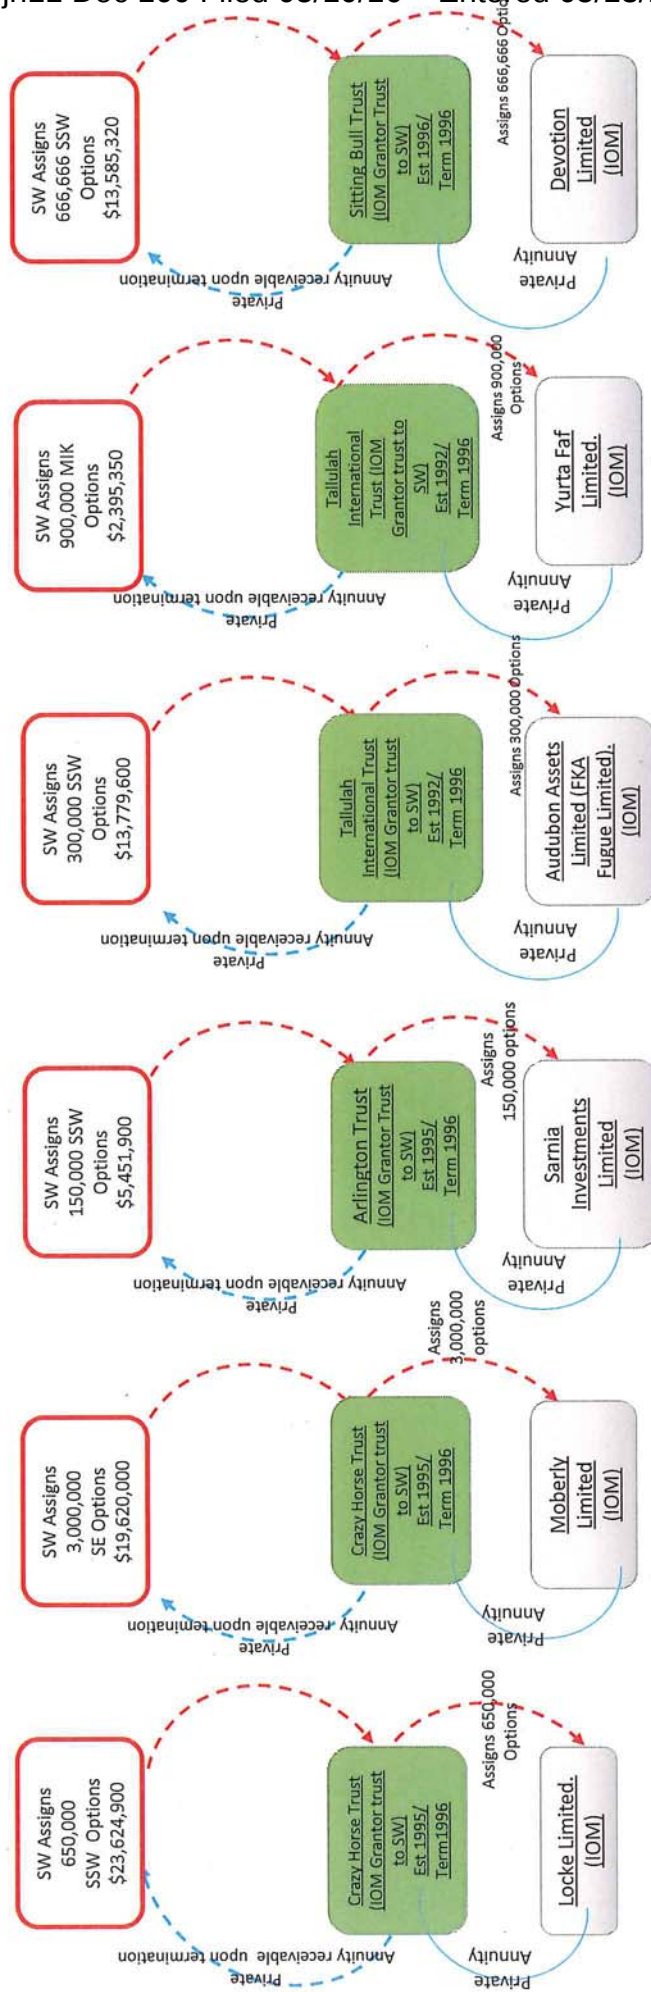 SW Assigns
650,000
SSW Options
$23,624,900
Private
Annuity receivable upon termination
Crazy Horse Trust
(IOM Grantor trust
to SW)
Est 1995/
Term1996
Assigns 650,000
Options
Private
Annuity
Locke Limited.
(IOM)
SW Assigns
3,000,000
SE Options
$19,620,000
Private
Annuity receivable upon termination
Crazy Horse Trust
(IOM Grantor trust
to SW)
Est 1995/
Term 1996
Assigns
3,000,000
options
Private
Annuity
Moberly
Limited
(IOM)
SW Assigns
150,000 SSW
Options
$5,451,900
Private
Annuity receivable upon termination
Arlington Trust
(IOM Grantor Trust
to SW)
Est 1995/
Term 1996
Assigns
150,000 options
Private
Annuity
Sarnia
Investments
Limited
(IOM)
SW Assigns
300,000 SSW
Options
$13,779,600
Private
Annuity receivable upon termination
Tallulah
International Trust
(IOM Grantor trust
to SW)
Est 1992/
Term 1996
Assigns 300,000 Options
Private
Annuity
Audubon Assets
Limited (FKA
Fugue Limited).
(IOM)
SW Assigns
900,000 MIK
Options
$2,395,350
Private
Annuity receivable upon termination
Tallulah
International
Trust (IOM
Grantor trust to
SW)
Est 1992/
Term 1996
Assigns 900,000
Options
Private
Annuity
Yurta Faf
Limited.
(IOM)
SW Assigns
666,666 SSW
Options
$13,585,320
Private
Annuity receivable upon termination
Sitting Bull Trust
(IOM Grantor Trust
to SW)
Est 1996/
Term 1996
Assigns 666,666
Private
Annuity
Devotion
Limited
(IOM)